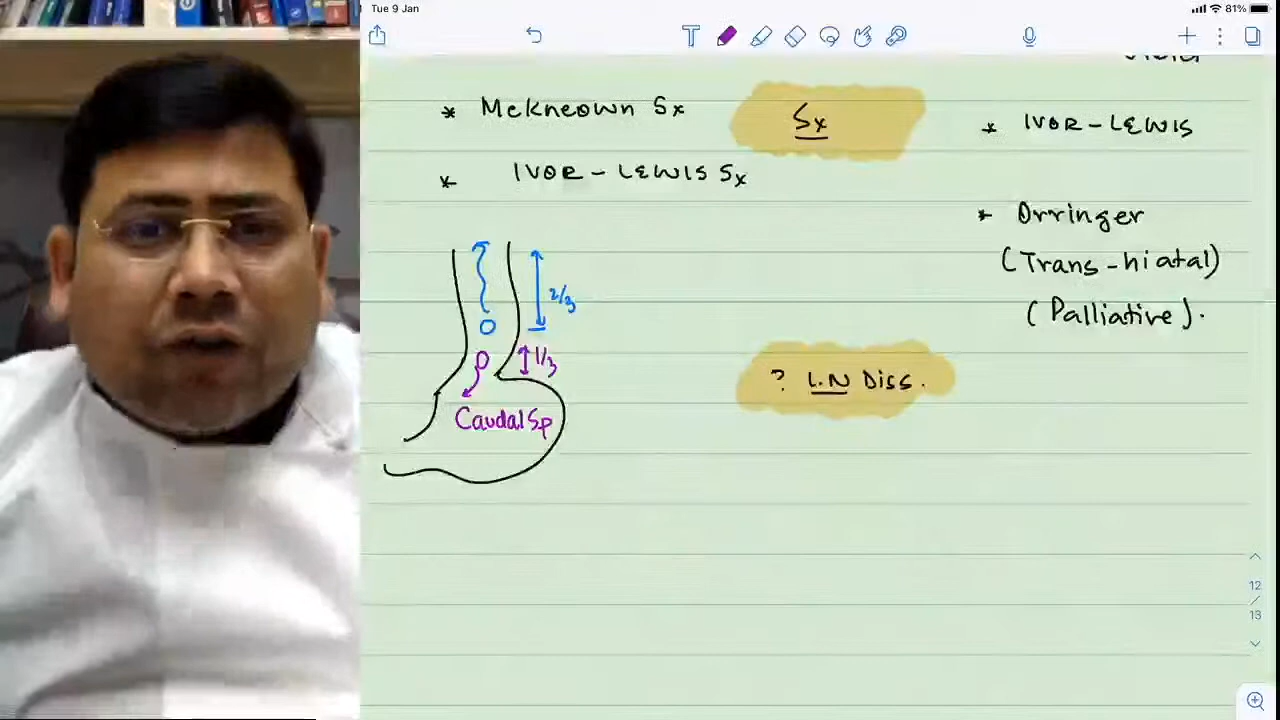 Tue 9 Jan
81%
T
* McKneown Sx
Sx
* IVOR-LEWIS
* IVOR-LEWIS Sx
* Orringer
(Trans-hiatal)
(Palliative).
2/3
1/3
? L.N Diss.
Caudal Sp
12
/
13